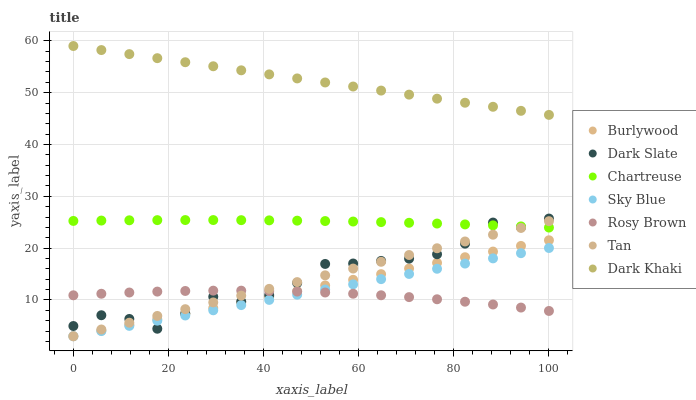 title
60
50
40
30
20
10
0
20
40
60
80
100
yaxis_label
xaxis_label
Burlywood
Dark Slate
Chartreuse
Sky Blue
Rosy Brown
Tan
Dark Khaki